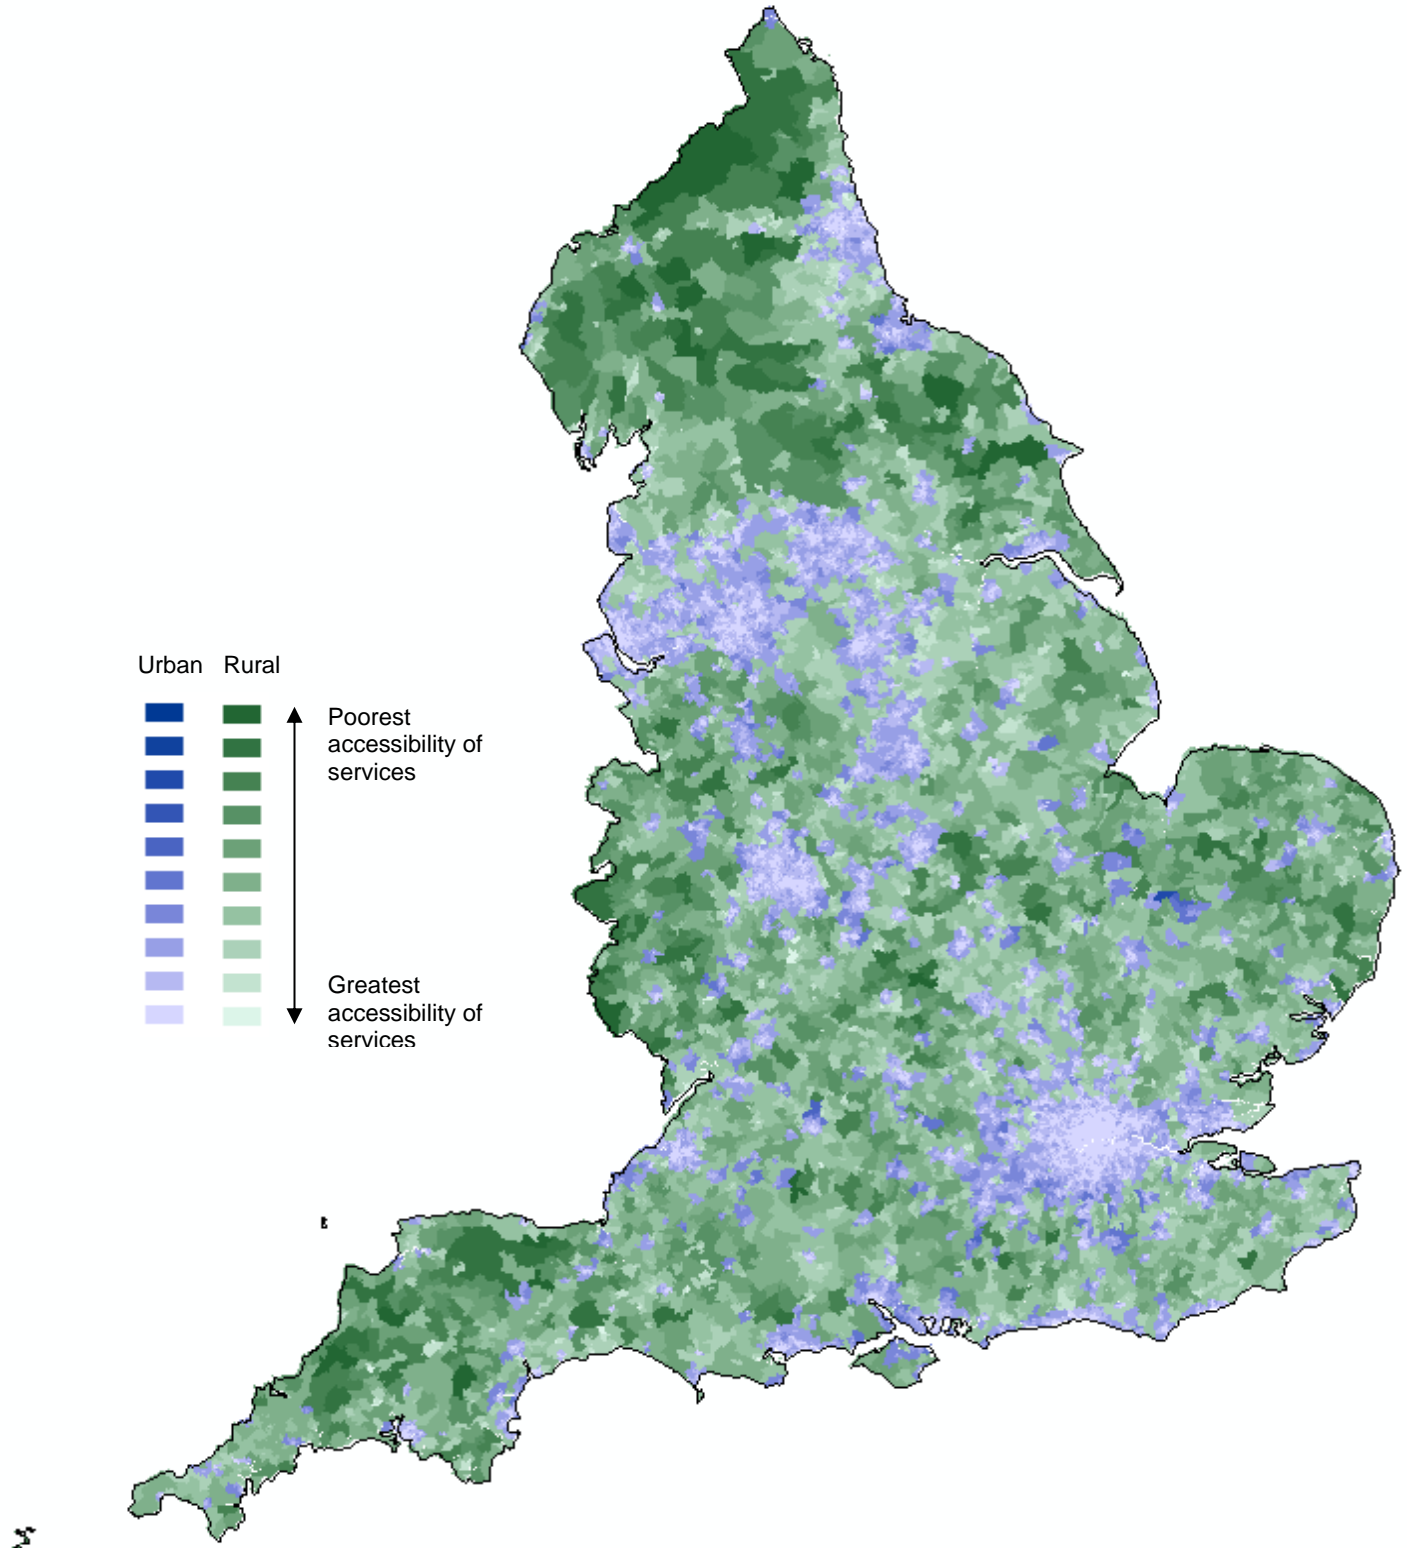 Urban Rural
Poorest
accessibility of
services
Greatest
accessibility of
services